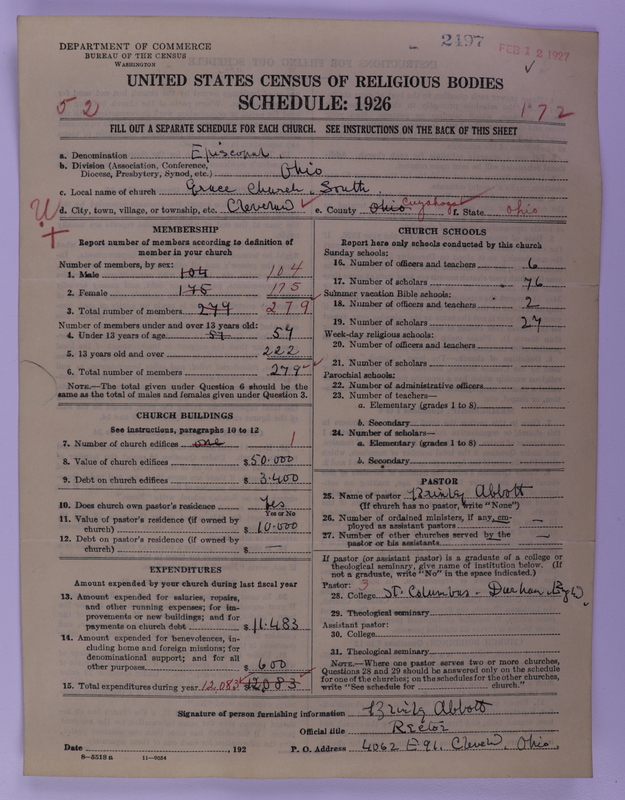 DEPARTMENT OF COMMERCE
BUREAU OF THE CENSUS
WASHINGTON
2497
FEB 12 1927
UNITED STATES CENSUS OF RELIGIOUS BODIES
SCHEDULE: 1926
52
172
FILL OUT A SEPARATE SCHEDULE FOR EACH CHURCH. SEE INSTRUCTIONS ON THE BACK OF THIS SHEET
a. Denomination Episcopal
b. Division (Association, Conference, Diocese, Presbytery, Synod, etc.) Ohio
c. Local name of church Grace Church. South.
d. City, town, village, or township, etc. e. County Ohio Cuyahoga f. State Ohio
MEMBERSHIP
Report number of members according to definition of
member in your church
Number of members, by sex:
1. Male 104 104
2. Female 175 175
3. Total number of members 279 279
Number of members under and over 13 years old:
4. Under 13 years of age 57 57
5. 13 years old and over 222
6. Total number of members 279
NOTE.—The total given under Question 6 should be the
same as the total of males and females given under Question 3.
CHURCH BUILDINGS
See instructions, paragraphs 10 to 12
7. Number of church edifices one 1
8. Value of church edifices $50.000
9. Debt on church edifices $3.400
10. Does church own pastor's residence Yes
Yes or No
11. Value of pastor's residence (if owned by
church) $10.000
12. Debt on pastor's residence (if owned by
church) $ —
EXPENDITURES
Amount expended by your church during last fiscal year
13. Amount expended for salaries, repairs,
and other running expenses; for im-
provements or new buildings; and for
payments on church debt $11.483
14. Amount expended for benevolences, in-
cluding home and foreign missions; for
denominational support; and for all
other purposes $600
15. Total expenditures during year 12,083 $12,083
CHURCH SCHOOLS
Report here only schools conducted by this church
Sunday schools:
16. Number of officers and teachers 6
17. Number of scholars 76
Summer vacation Bible schools:
18. Number of officers and teachers 2
19. Number of scholars 27
Week-day religious schools:
20. Number of officers and teachers
21. Number of scholars
Parochial schools:
22. Number of administrative officers
23. Number of teachers—
a. Elementary (grades 1 to 8)
b. Secondary
24. Number of scholars—
a. Elementary (grades 1 to 8)
b. Secondary
PASTOR
25. Name of pastor Abbott
(If church has no pastor, write "None")
26. Number of ordained ministers, if any, em-
ployed as assistant pastors —
27. Number of other churches served by the
pastor or his assistants —
If pastor (or assistant pastor) is a graduate of a college or
theological seminary, give name of institution below. (If
not a graduate, write "No" in the space indicated.)
Pastor: 3
28. College St. Columbas -
29. Theological seminary
Assistant pastor:
30. College
31. Theological seminary
NOTE.—Where one pastor serves two or more churches,
Questions 28 and 29 should be answered only on the schedule
for one of the churches; on the schedules for the other churches,
write "See schedule for church."
Signature of person furnishing information Abbott
Official title Rector
Date , 192 P. O. Address 4062 E 91. Ohio.
8—5518a 11—9554